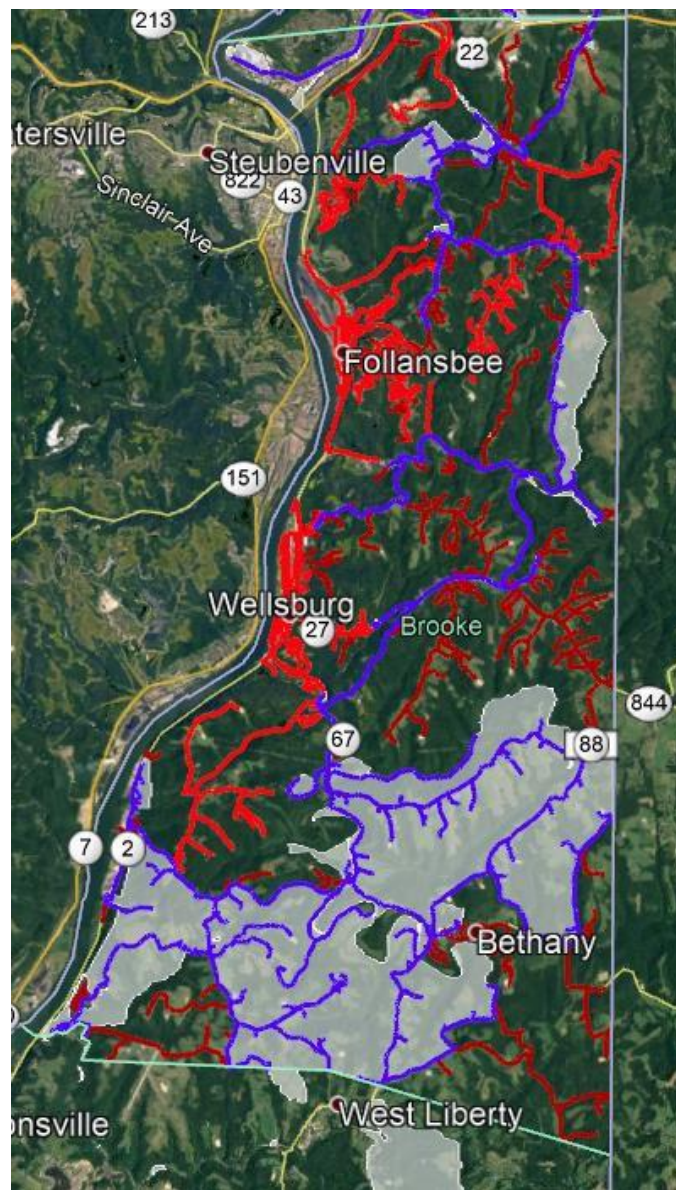 213
22
tersville
Steubenville
822
43
Sinclair Ave
Follansbee
151
Wellsburg
27
Brooke
844
67
88
7
2
Bethany
West Liberty
onsville